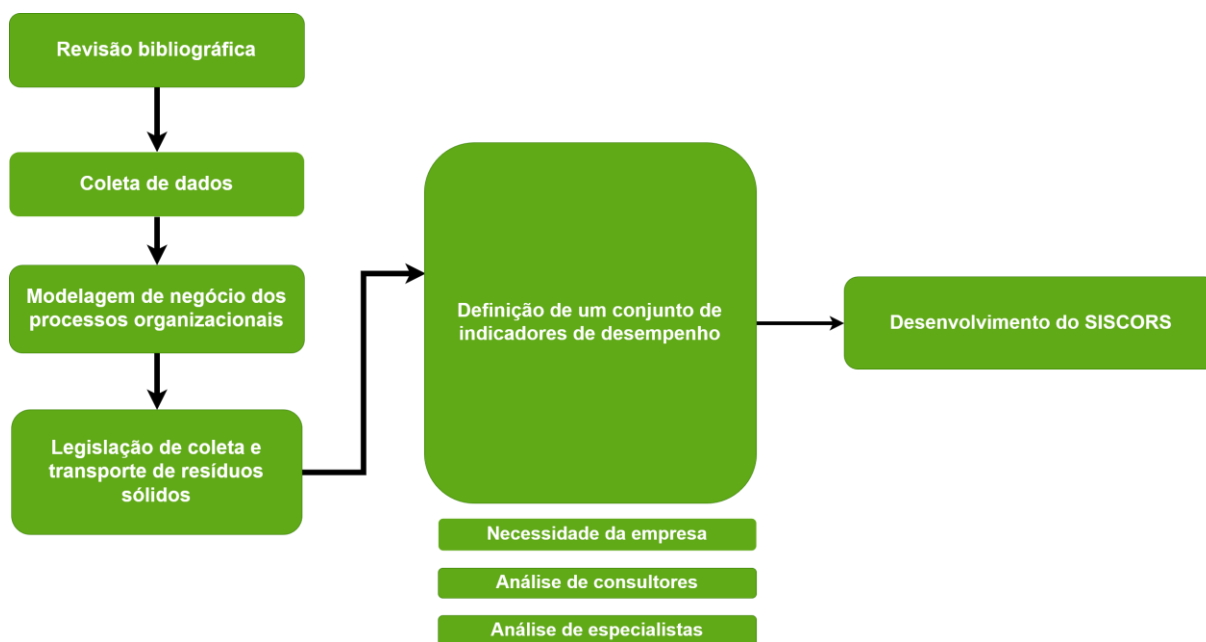 Revisão bibliográfica
Coleta de dados
Modelagem de negócio dos
processos organizacionais
Legislação de coleta e
transporte de resíduos
sólidos
Definição de um conjunto de
indicadores de desempenho
Necessidade da empresa
Análise de consultores
Análise de especialistas
Desenvolvimento do SISCORS